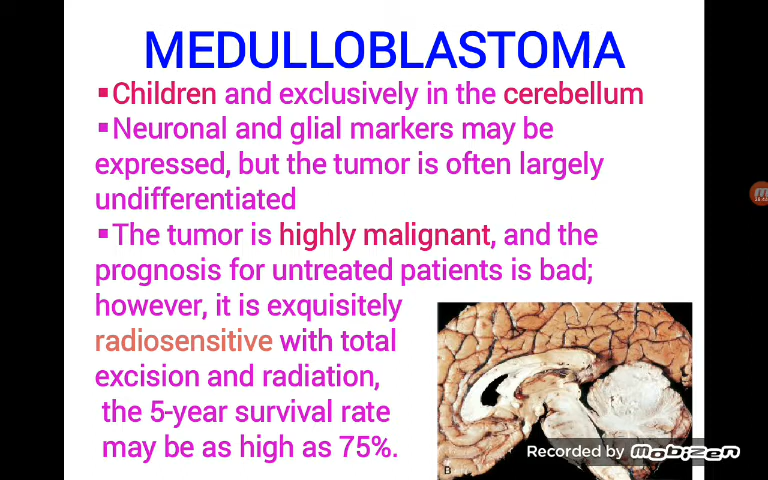 MEDULLOBLASTOMA
▪Children and exclusively in the cerebellum
▪Neuronal and glial markers may be
expressed, but the tumor is often largely
undifferentiated
▪The tumor is highly malignant, and the
prognosis for untreated patients is bad;
however, it is exquisitely
radiosensitive with total
excision and radiation,
the 5-year survival rate
may be as high as 75%.
B
Recorded by mobizen